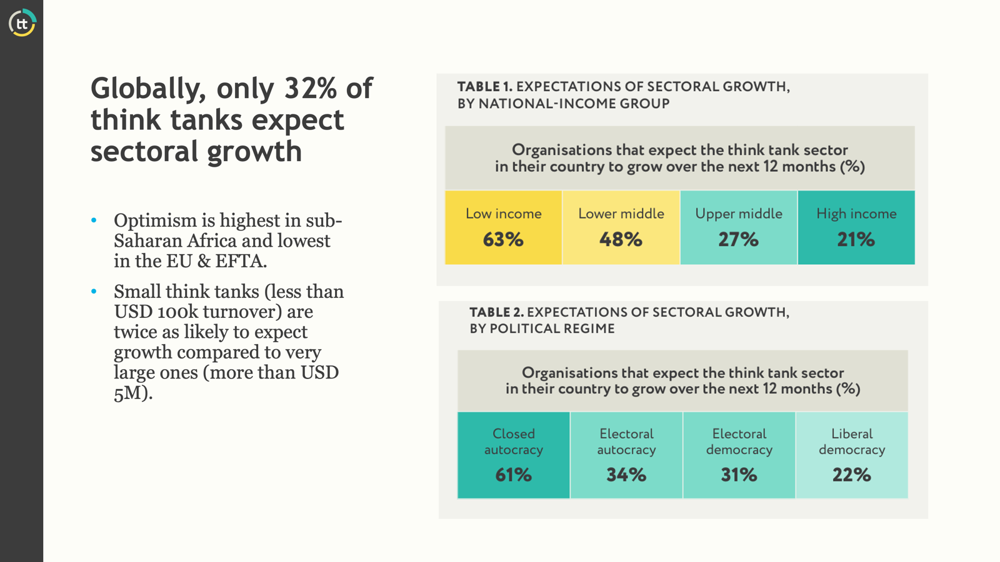 tt
Globally, only 32% of
think tanks expect
sectoral growth
• Optimism is highest in sub-
Saharan Africa and lowest
in the EU & EFTA.
• Small think tanks (less than
USD 100k turnover) are
twice as likely to expect
growth compared to very
large ones (more than USD
5M).
TABLE 1. EXPECTATIONS OF SECTORAL GROWTH,
BY NATIONAL-INCOME GROUP
Organisations that expect the think tank sector
in their country to grow over the next 12 months (%)
Low income
63%
Lower middle
48%
Upper middle
27%
High income
21%
TABLE 2. EXPECTATIONS OF SECTORAL GROWTH,
BY POLITICAL REGIME
Organisations that expect the think tank sector
in their country to grow over the next 12 months (%)
Closed
autocracy
61%
Electoral
autocracy
34%
Electoral
democracy
31%
Liberal
democracy
22%